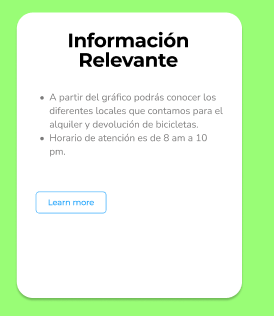 Información
Relevante
• A partir del gráfico podrás conocer los
diferentes locales que contamos para el
alquiler y devolución de bicicletas.
• Horario de atención es de 8 am a 10
pm.
Learn more